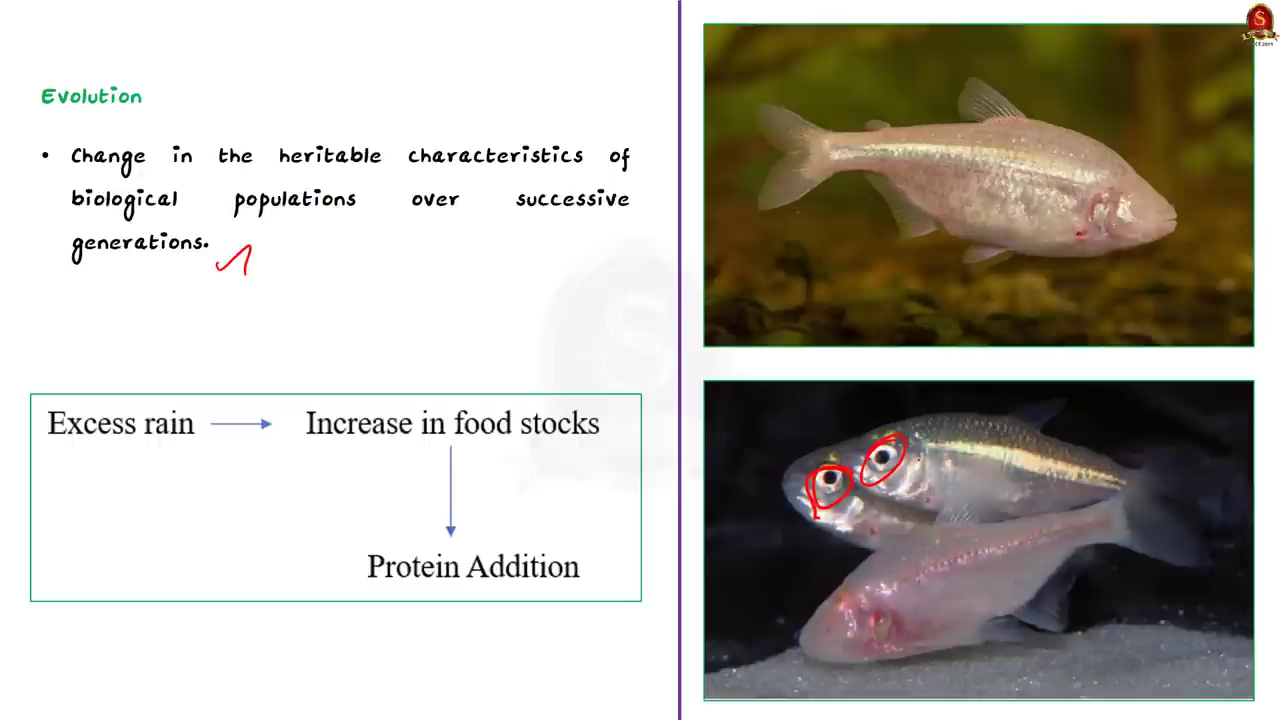 Evolution
• Change in the heritable characteristics of
biological populations over successive
generations.
Excess rain → Increase in food stocks
Protein Addition
S